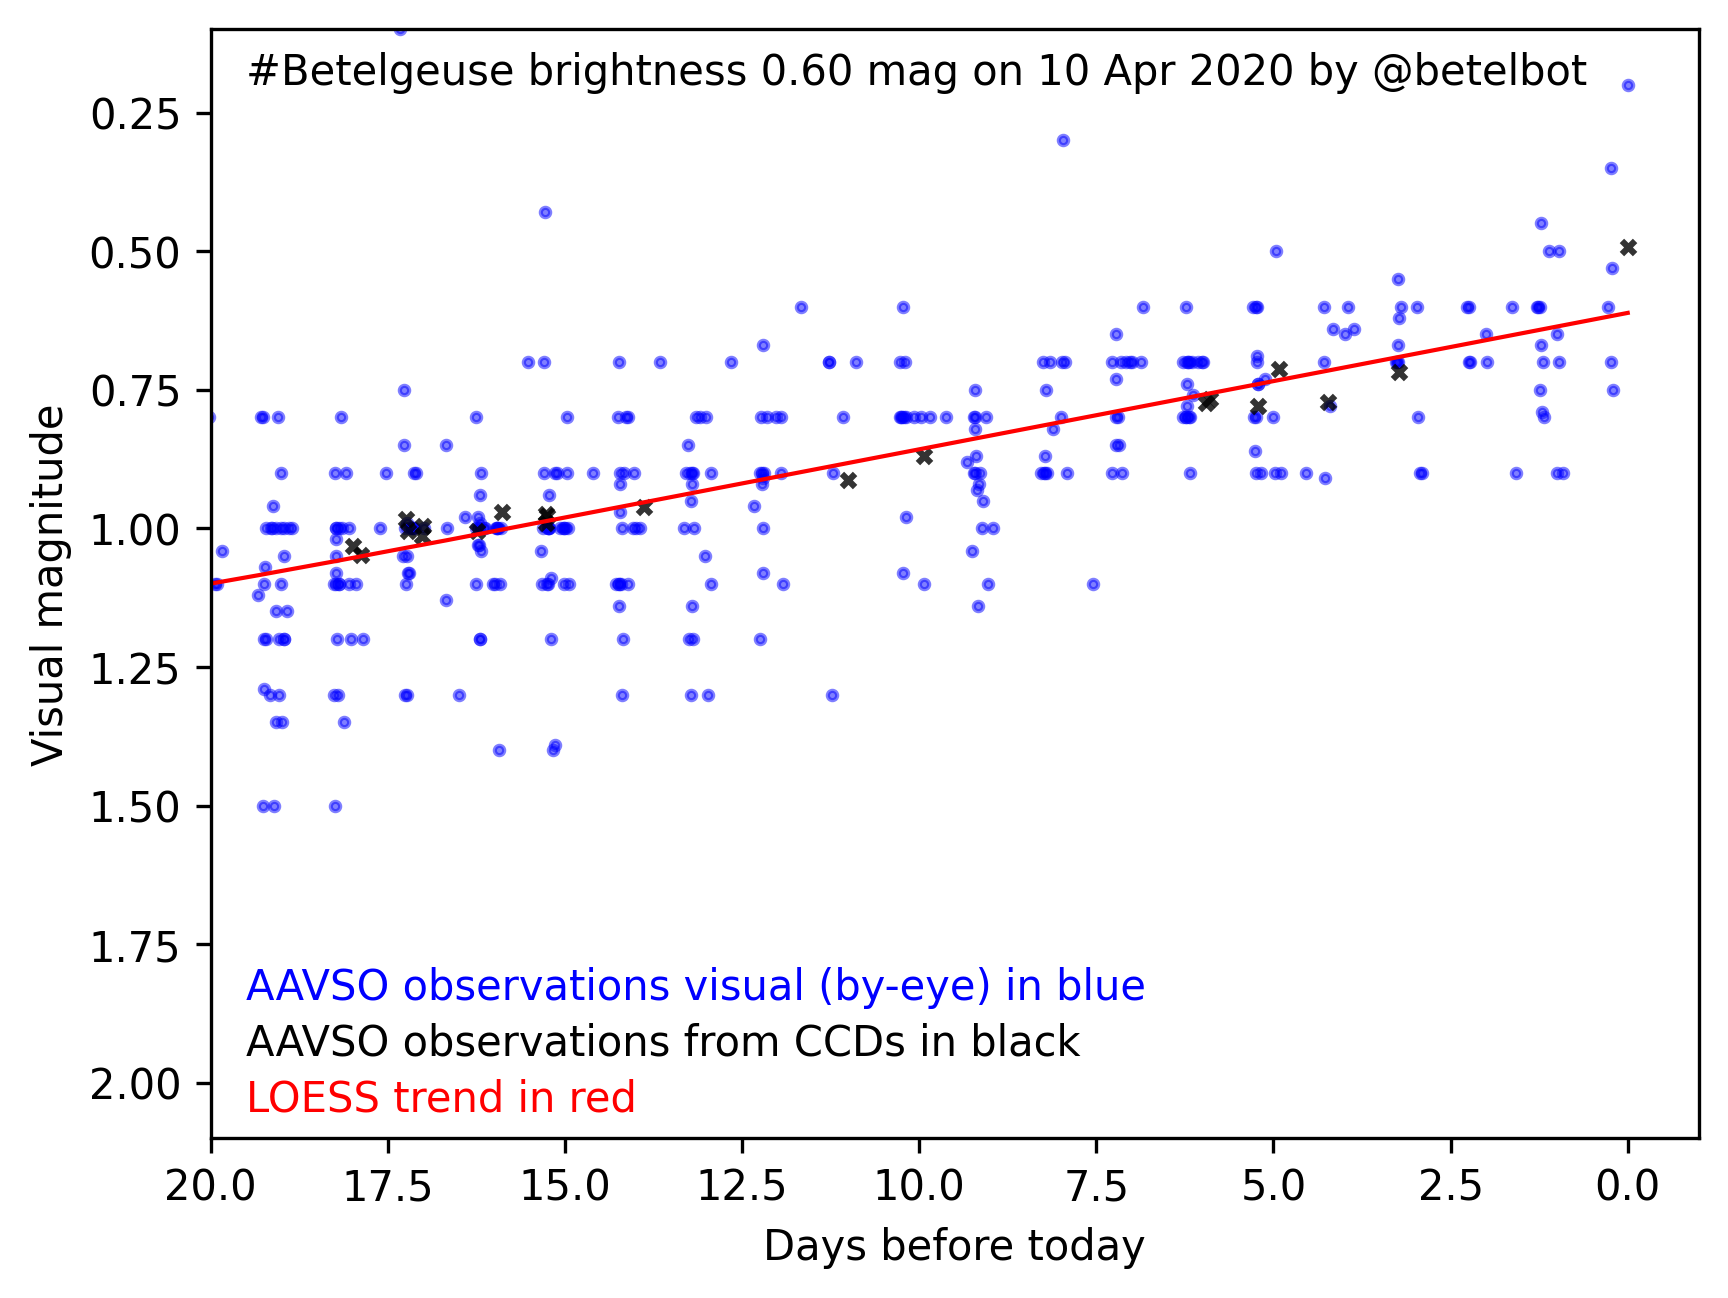 #Betelgeuse brightness 0.60 mag on 10 Apr 2020 by @betelbot
0.25
0.50
0.75
1.00
1.25
1.50
1.75
2.00
Visual magnitude
AAVSO observations visual (by-eye) in blue
AAVSO observations from CCDs in black
LOESS trend in red
20.0 17.5 15.0 12.5 10.0 7.5 5.0 2.5 0.0
Days before today